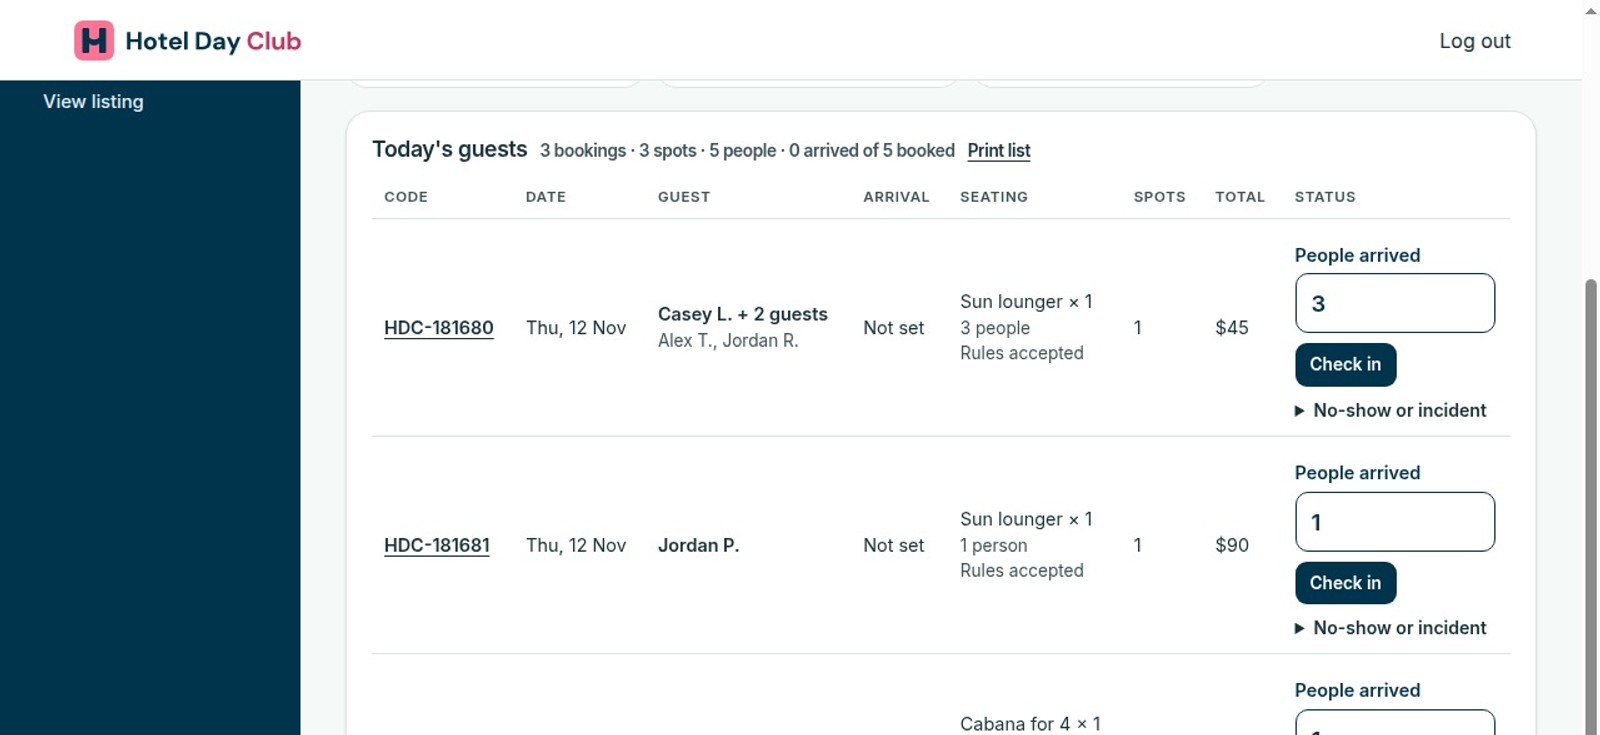 Hotel Day Club
Log out
View listing
Today's guests 3 bookings · 3 spots · 5 people · 0 arrived of 5 booked Print list
CODE DATE GUEST ARRIVAL SEATING SPOTS TOTAL STATUS
People arrived
HDC-181680 Thu, 12 Nov Casey L. + 2 guests
Alex T., Jordan R.
Not set
Sun lounger × 1
3 people
Rules accepted
1 $45
3
Check in
No-show or incident
People arrived
HDC-181681 Thu, 12 Nov Jordan P. Not set
Sun lounger × 1
1 person
Rules accepted
1 $90
1
Check in
No-show or incident
People arrived
Cabana for 4 × 1